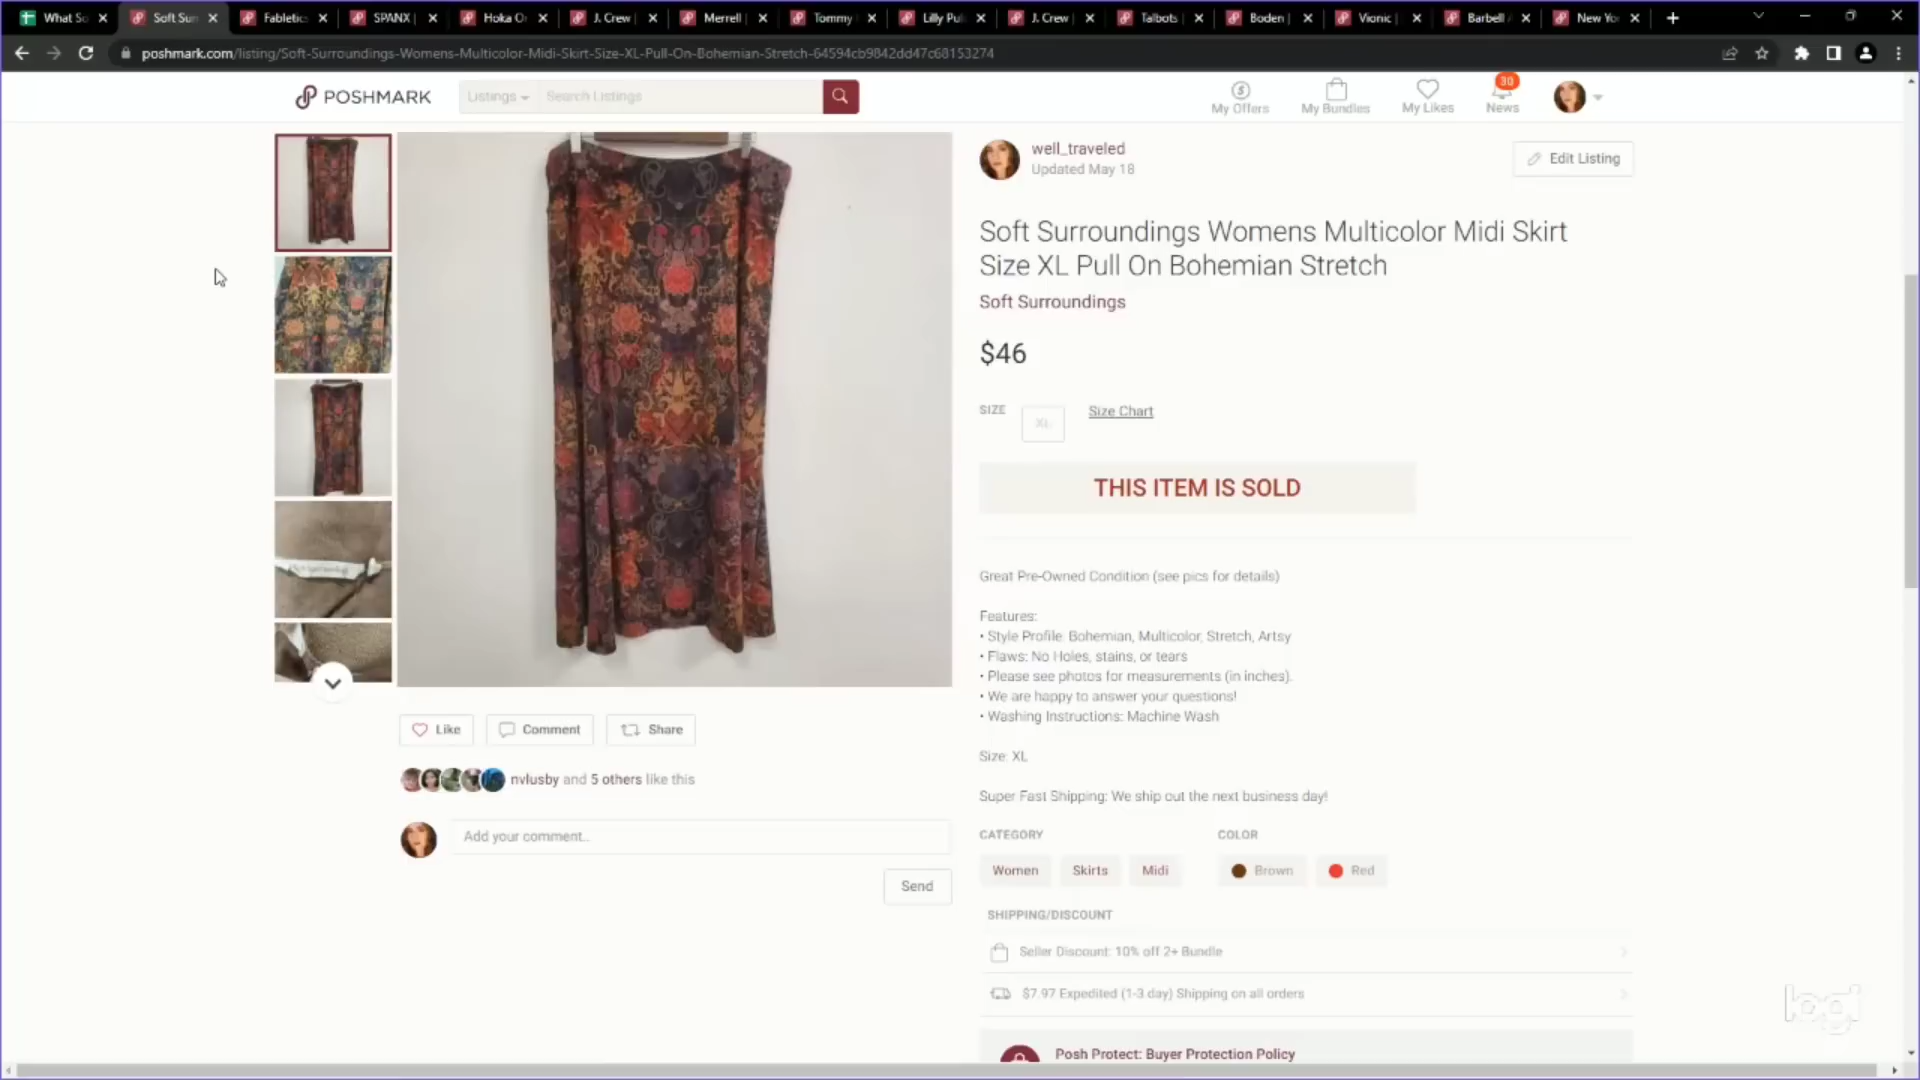 What So
Soft Sur
Fabletic
SPANX |
Hoka O
J. Crew |
Merrell
Tommy
Lilly Pul
J. Crew |
Talbots |
Boden |
Vionic |
Barbell
New Yo
poshmark.com/listing/Soft-Surroundings-Womens-Multicolor-Midi-Skirt-Size-XL-Pull-On-Bohemian-Stretch-64594cb9842dd47c68153274
POSHMARK
Listings
Search Listings
My Offers
My Bundles
My Likes
30
News
well_traveled
Updated May 18
Edit Listing
Soft Surroundings Womens Multicolor Midi Skirt
Size XL Pull On Bohemian Stretch
Soft Surroundings
$46
SIZE
XL
Size Chart
THIS ITEM IS SOLD
Great Pre-Owned Condition (see pics for details)
Features:
• Style Profile: Bohemian, Multicolor, Stretch, Artsy
• Flaws: No Holes, stains, or tears
• Please see photos for measurements (in inches).
• We are happy to answer your questions!
• Washing Instructions: Machine Wash
Size: XL
Super Fast Shipping: We ship out the next business day!
Like
Comment
Share
nvlusby and 5 others like this
Add your comment..
Send
CATEGORY
COLOR
Women
Skirts
Midi
Brown
Red
SHIPPING/DISCOUNT
Seller Discount: 10% off 2+ Bundle
$7.97 Expedited (1-3 day) Shipping on all orders
Posh Protect: Buyer Protection Policy
logi